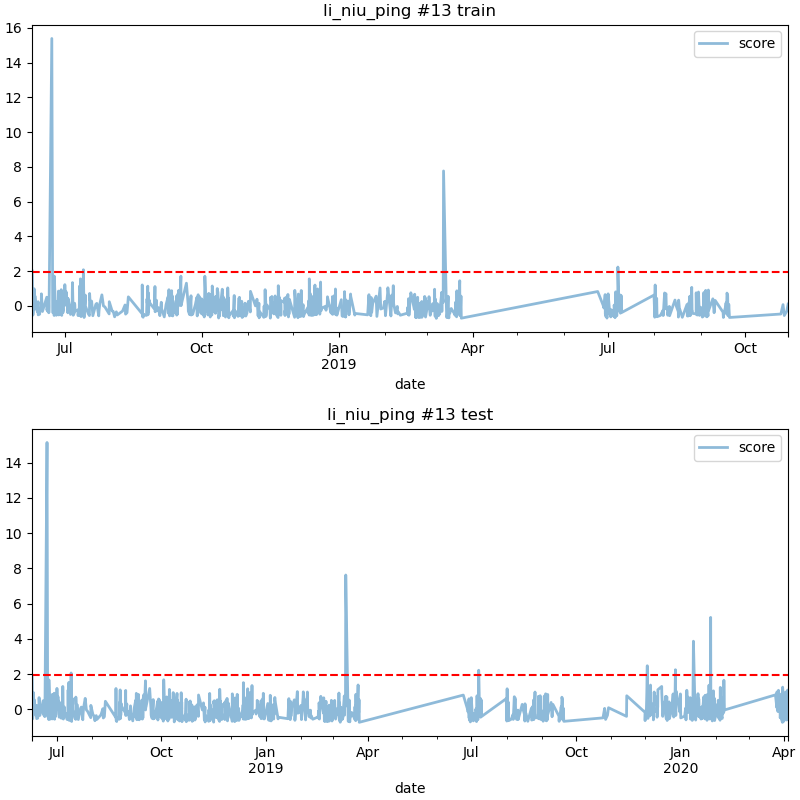 li_niu_ping #13 train
score
16
14
12
10
8
6
4
2
0
Jul Oct Jan Apr Jul Oct
2019
date
li_niu_ping #13 test
score
14
12
10
8
6
4
2
0
Jul Oct Jan Apr Jul Oct Jan Apr
2019 2020
date